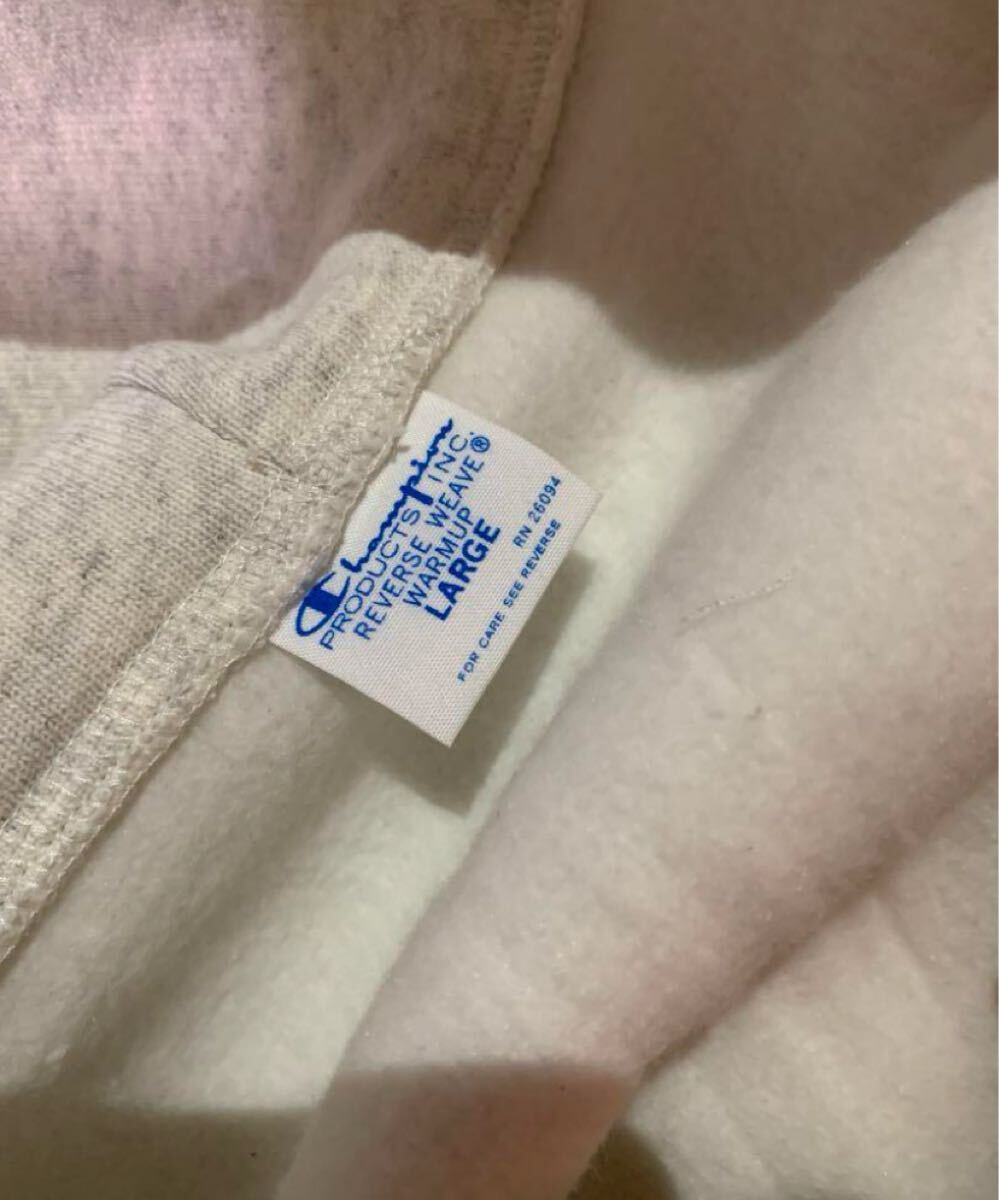 Champion
PRODUCTS INC.
REVERSE WEAVE®
WARMUP
LARGE
RN 26094
FOR CARE SEE REVERSE